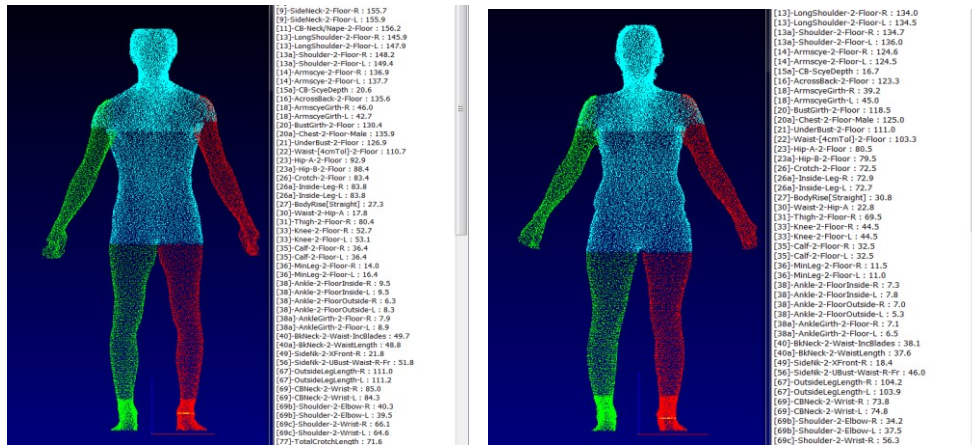 [9]-SideNeck-2-Floor-R : 155.7
[9]-SideNeck-2-Floor-L : 155.9
[11]-CB-Neck/Nape-2-Floor : 156.2
[13]-LongShoulder-2-Floor-R : 145.9
[13]-LongShoulder-2-Floor-L : 147.9
[13a]-Shoulder-2-Floor-R : 148.2
[13a]-Shoulder-2-Floor-L : 149.4
[14]-Armscye-2-Floor-R : 136.9
[14]-Armscye-2-Floor-L : 137.7
[15a]-CB-ScyeDepth : 20.6
[16]-AcrossBack-2-Floor : 135.6
[18]-ArmscyeGirth-R : 46.0
[18]-ArmscyeGirth-L : 42.7
[20]-BustGirth-2-Floor : 130.4
[20a]-Chest-2-Floor-Male : 135.9
[21]-UnderBust-2-Floor : 126.9
[22]-Waist-[4cmTol]-2-Floor : 110.7
[23]-Hip-A-2-Floor : 92.9
[23a]-Hip-B-2-Floor : 88.4
[26]-Crotch-2-Floor : 83.4
[26a]-Inside-Leg-R : 83.8
[26a]-Inside-Leg-L : 83.8
[27]-BodyRise[Straight] : 27.3
[30]-Waist-2-Hip-A : 17.8
[31]-Thigh-2-Floor-R : 80.4
[33]-Knee-2-Floor-R : 52.7
[33]-Knee-2-Floor-L : 53.1
[35]-Calf-2-Floor-R : 36.4
[35]-Calf-2-Floor-L : 36.4
[36]-MinLeg-2-Floor-R : 14.0
[36]-MinLeg-2-Floor-L : 16.4
[38]-Ankle-2-FloorInside-R : 9.5
[38]-Ankle-2-FloorInside-L : 9.5
[38]-Ankle-2-FloorOutside-R : 6.3
[38]-Ankle-2-FloorOutside-L : 8.3
[38a]-AnkleGirth-2-Floor-R : 7.9
[38a]-AnkleGirth-2-Floor-L : 8.9
[40]-BkNeck-2-Waist-IncBlades : 49.7
[40a]-BkNeck-2-WaistLength : 48.8
[49]-SideNk-2-XFront-R : 21.8
[56]-SideNk-2-UBust-Waist-R-Fr : 51.8
[67]-OutsideLegLength-R : 111.0
[67]-OutsideLegLength-L : 111.2
[69]-CBNeck-2-Wrist-R : 85.0
[69]-CBNeck-2-Wrist-L : 84.3
[69b]-Shoulder-2-Elbow-R : 40.3
[69b]-Shoulder-2-Elbow-L : 39.5
[69c]-Shoulder-2-Wrist-R : 66.1
[69c]-Shoulder-2-Wrist-L : 64.6
[77]-TotalCrotchLength : 71.6
[13]-LongShoulder-2-Floor-R : 134.0
[13]-LongShoulder-2-Floor-L : 134.5
[13a]-Shoulder-2-Floor-R : 134.7
[13a]-Shoulder-2-Floor-L : 136.0
[14]-Armscye-2-Floor-R : 124.6
[14]-Armscye-2-Floor-L : 124.5
[15a]-CB-ScyeDepth : 16.7
[16]-AcrossBack-2-Floor : 123.3
[18]-ArmscyeGirth-R : 39.2
[18]-ArmscyeGirth-L : 45.0
[20]-BustGirth-2-Floor : 118.5
[20a]-Chest-2-Floor-Male : 125.0
[21]-UnderBust-2-Floor : 111.0
[22]-Waist-[4cmTol]-2-Floor : 103.3
[23]-Hip-A-2-Floor : 80.5
[23a]-Hip-B-2-Floor : 79.5
[26]-Crotch-2-Floor : 72.5
[26a]-Inside-Leg-R : 72.9
[26a]-Inside-Leg-L : 72.7
[27]-BodyRise[Straight] : 30.8
[30]-Waist-2-Hip-A : 22.8
[31]-Thigh-2-Floor-R : 69.5
[33]-Knee-2-Floor-R : 44.5
[33]-Knee-2-Floor-L : 44.5
[35]-Calf-2-Floor-R : 32.5
[35]-Calf-2-Floor-L : 32.5
[36]-MinLeg-2-Floor-R : 11.5
[36]-MinLeg-2-Floor-L : 11.0
[38]-Ankle-2-FloorInside-R : 7.3
[38]-Ankle-2-FloorInside-L : 7.8
[38]-Ankle-2-FloorOutside-R : 7.0
[38]-Ankle-2-FloorOutside-L : 5.3
[38a]-AnkleGirth-2-Floor-R : 7.1
[38a]-AnkleGirth-2-Floor-L : 6.5
[40]-BkNeck-2-Waist-IncBlades : 38.1
[40a]-BkNeck-2-WaistLength : 37.6
[49]-SideNk-2-XFront-R : 18.4
[56]-SideNk-2-UBust-Waist-R-Fr : 46.0
[67]-OutsideLegLength-R : 104.2
[67]-OutsideLegLength-L : 103.9
[69]-CBNeck-2-Wrist-R : 73.8
[69]-CBNeck-2-Wrist-L : 74.8
[69b]-Shoulder-2-Elbow-R : 34.2
[69b]-Shoulder-2-Elbow-L : 37.5
[69c]-Shoulder-2-Wrist-R : 56.3